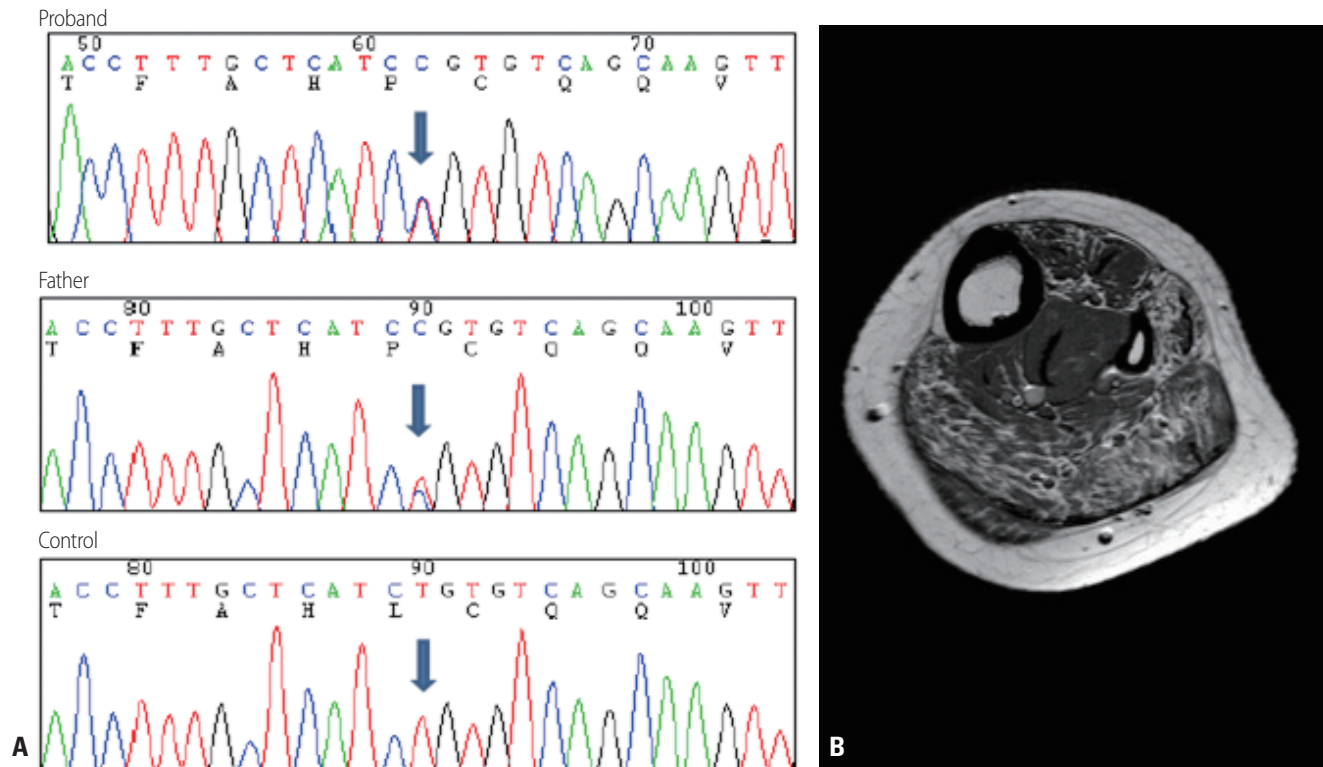 Proband
50 60 70
A C C T T T G C T C A T C C G T G T C A G C A A G T T
T F A H P C Q Q V
Father
80 90 100
A C C T T T G C T C A T C C G T G T C A G C A A G T T
T F A H P C Q Q V
Control
80 90 100
A C C T T T G C T C A T C T G T G T C A G C A A G T T
T F A H L C Q Q V
A
B